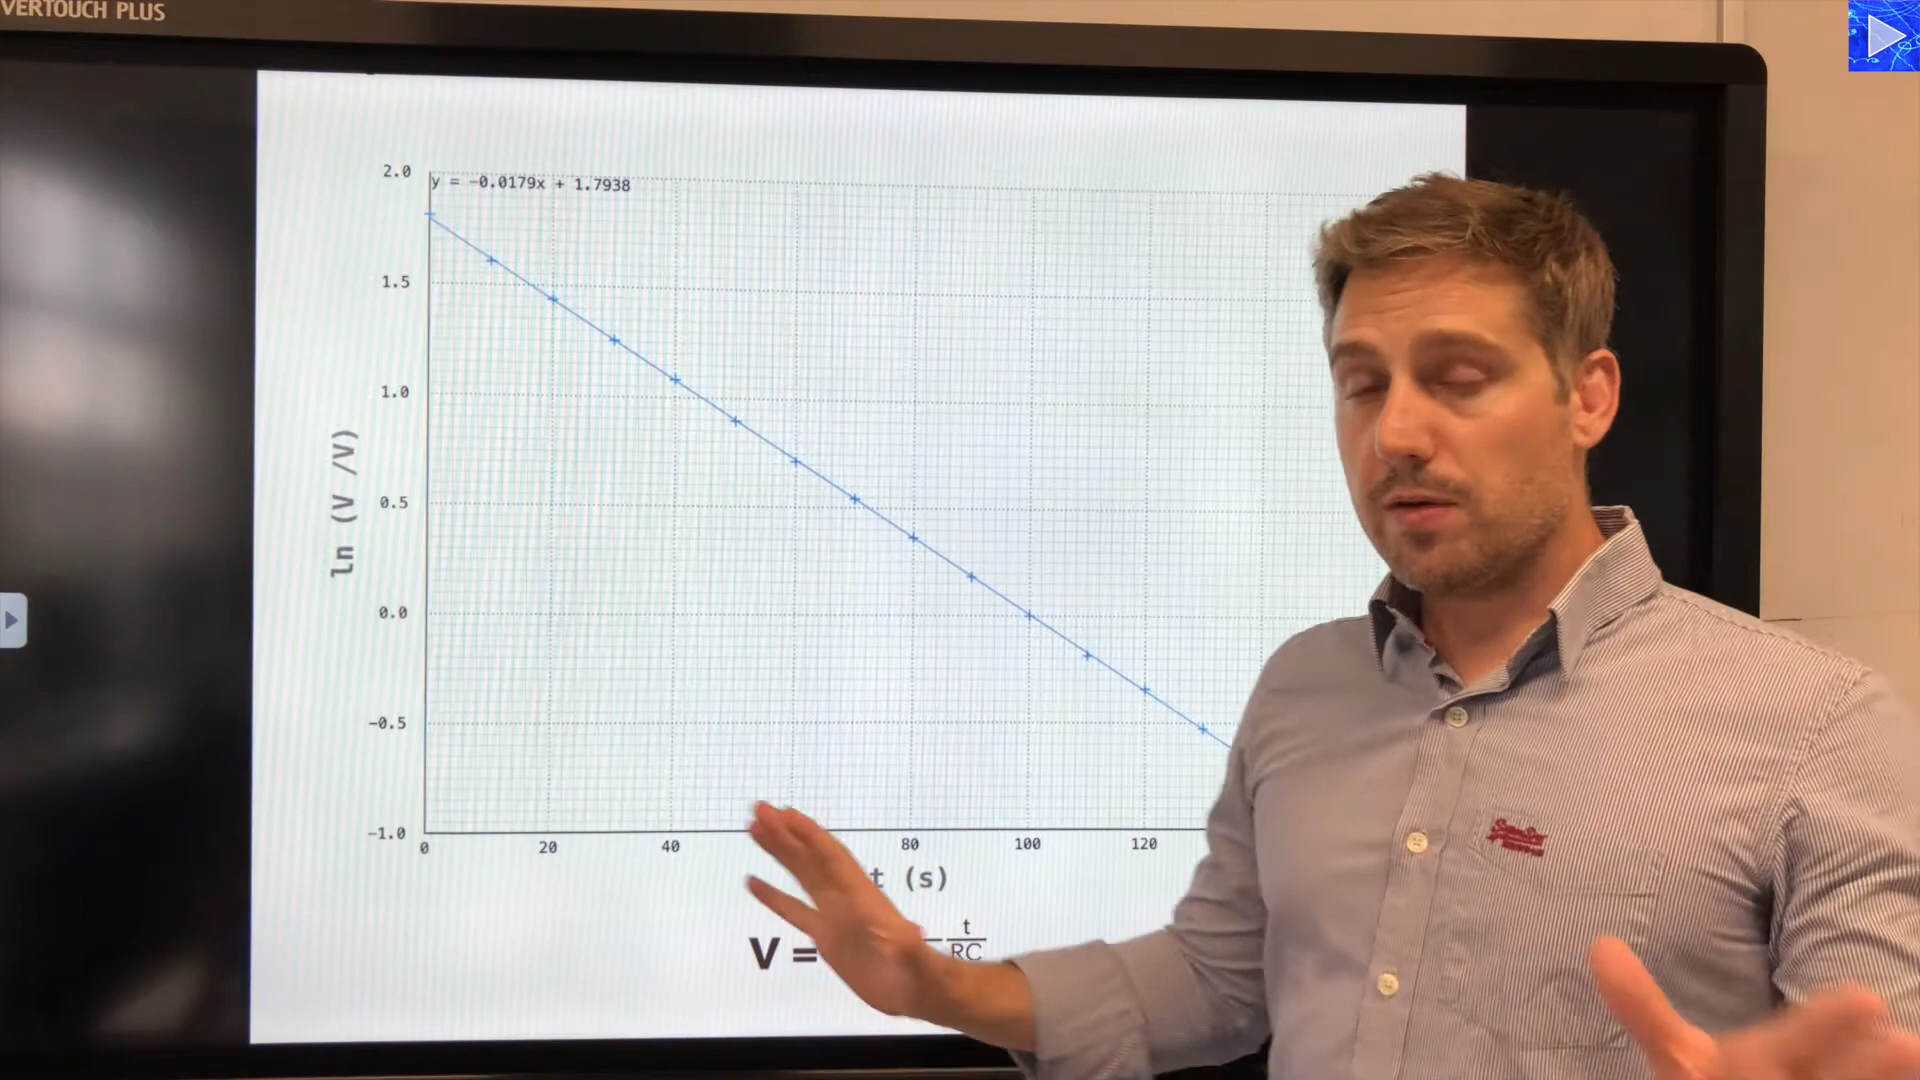 VERTOUCH PLUS
2.0
y = -0.0179x + 1.7938
1.5
1.0
0.5
0.0
-0.5
-1.0
ln (V /V)
0 20 40 80 100 120
t (s)
V = – t/RC